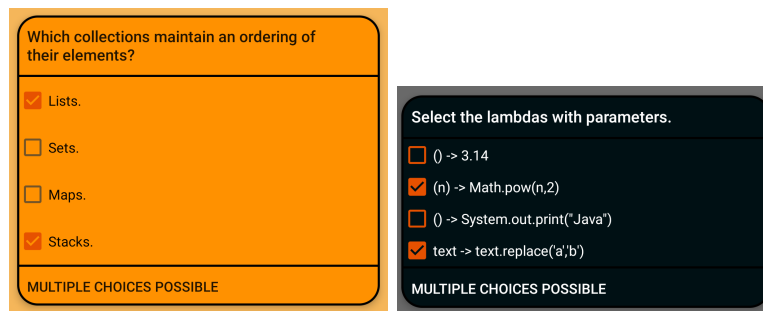 Which collections maintain an ordering of
their elements?
Lists.
Sets.
Maps.
Stacks.
MULTIPLE CHOICES POSSIBLE
Select the lambdas with parameters.
() -> 3.14
(n) -> Math.pow(n,2)
() -> System.out.print("Java")
text -> text.replace('a','b')
MULTIPLE CHOICES POSSIBLE